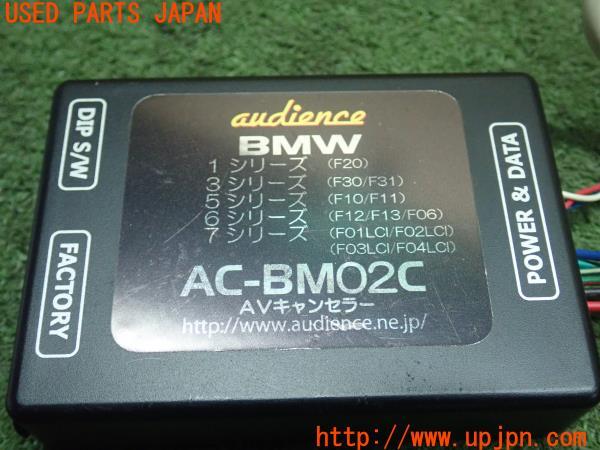 USED PARTS JAPAN
DIP S/W
FACTORY
audience
BMW
1 シリーズ (F20)
3 シリーズ (F30/F31)
5 シリーズ (F10/F11)
6 シリーズ (F12/F13/F06)
7 シリーズ (F01LCI/F02LCI)
(F03LCI/F04LCI)
AC-BM02C
AVキャンセラー
http://www.audience.ne.jp/
POWER & DATA
http://www.upjpn.com/